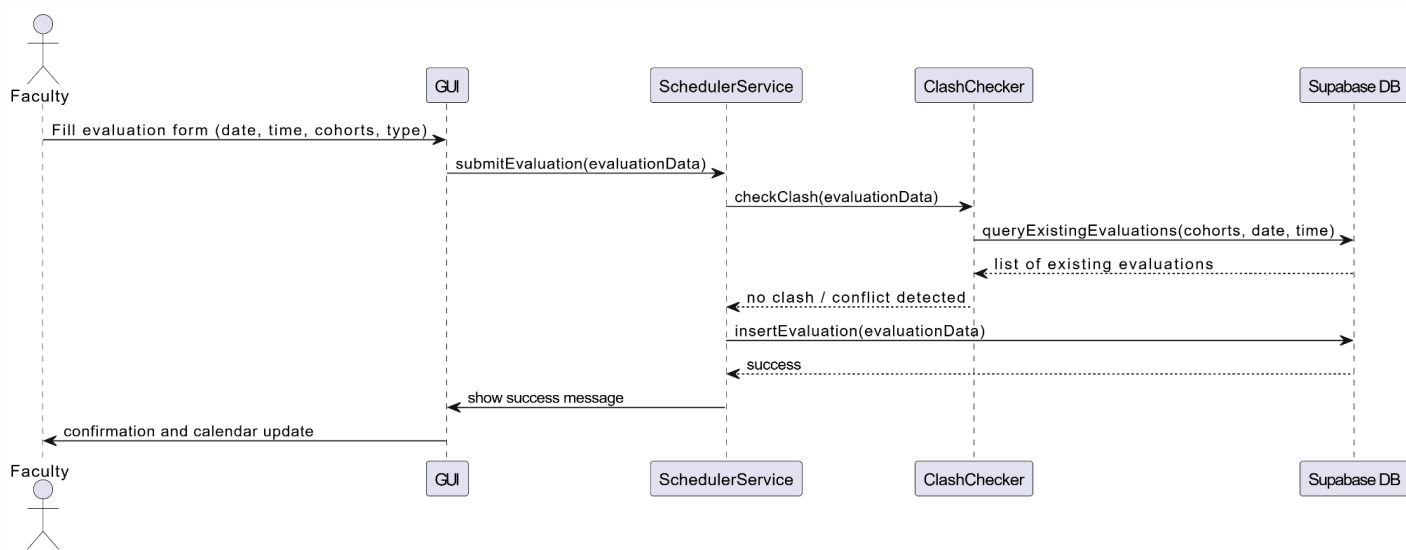 Faculty
GUI
SchedulerService
ClashChecker
Supabase DB
Fill evaluation form (date, time, cohorts, type)
submitEvaluation(evaluationData)
checkClash(evaluationData)
queryExistingEvaluations(cohorts, date, time)
list of existing evaluations
no clash / conflict detected
insertEvaluation(evaluationData)
success
show success message
confirmation and calendar update
Faculty
GUI
SchedulerService
ClashChecker
Supabase DB